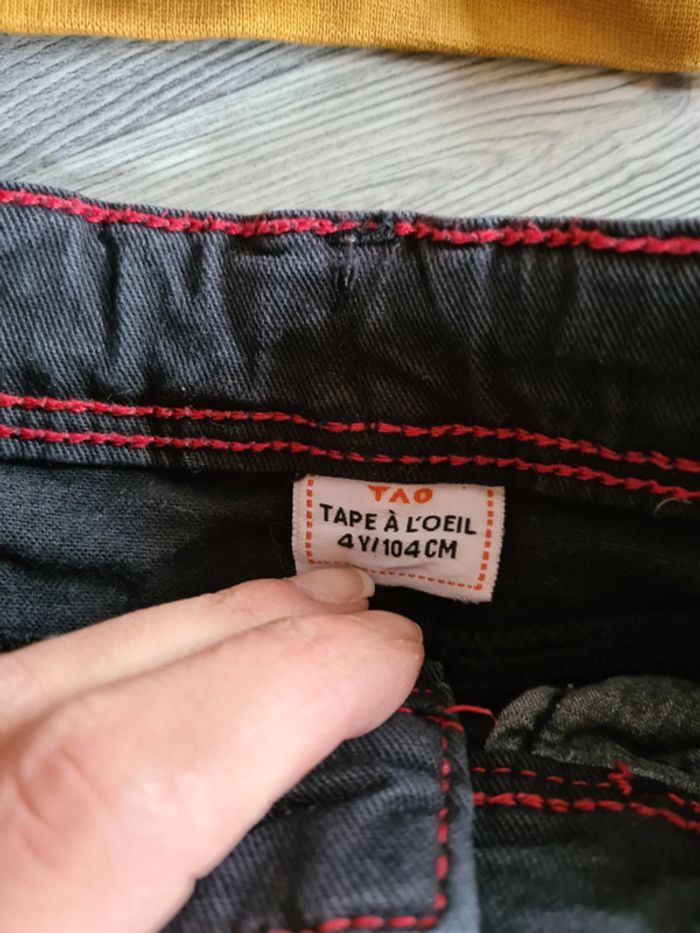 TAO
TAPE À L'OEIL
4Y/104CM